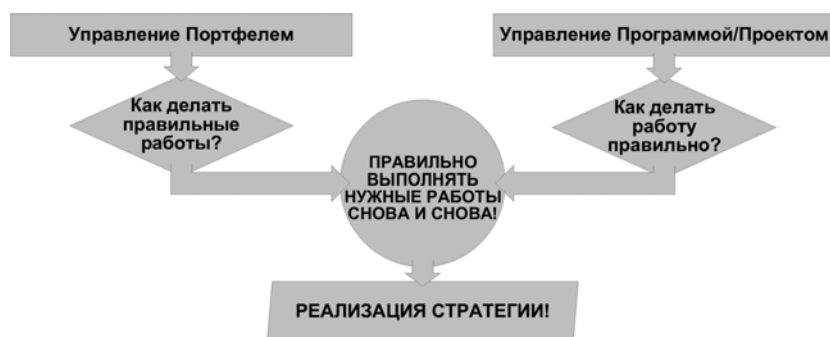 Управление Портфелем
Управление Программой/Проектом
Как делать
правильные
работы?
Как делать
работу
правильно?
ПРАВИЛЬНО
ВЫПОЛНЯТЬ
НУЖНЫЕ РАБОТЫ
СНОВА И СНОВА!
РЕАЛИЗАЦИЯ СТРАТЕГИИ!